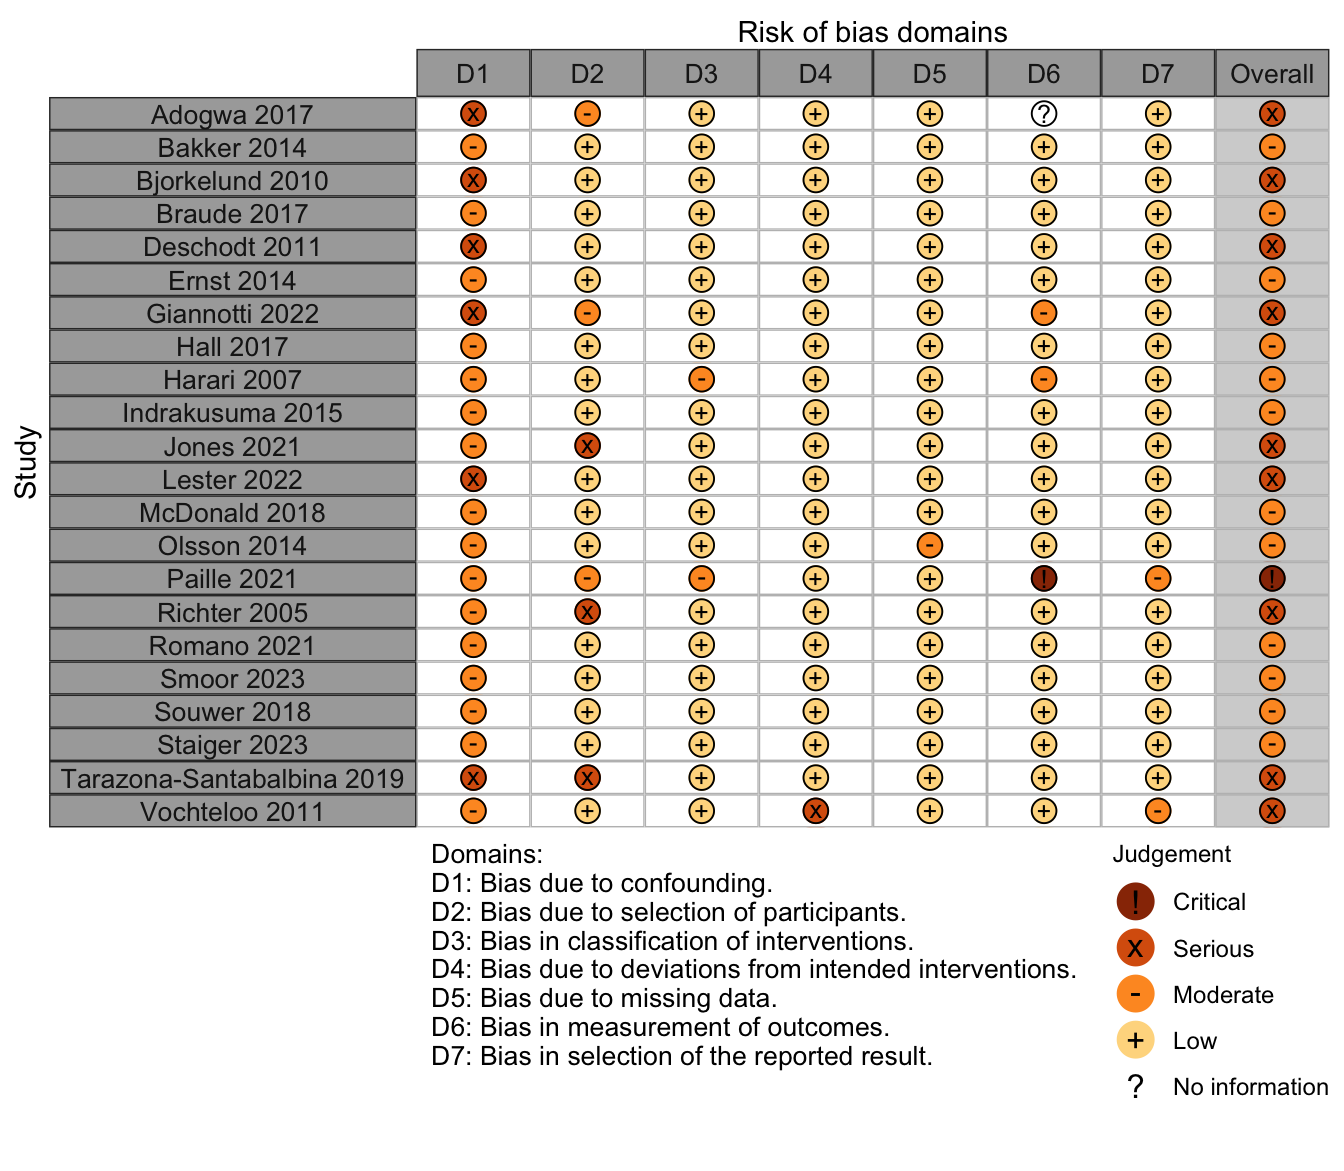 Risk of bias domains
D1 D2 D3 D4 D5 D6 D7 Overall
Study
Adogwa 2017 x - + + + ? + x
Bakker 2014 - + + + + + + -
Bjorkelund 2010 x + + + + + + x
Braude 2017 - + + + + + + -
Deschodt 2011 x + + + + + + x
Ernst 2014 - + + + + + + -
Giannotti 2022 x - + + + - + x
Hall 2017 - + + + + + + -
Harari 2007 - + - + + - + -
Indrakusuma 2015 - + + + + + + -
Jones 2021 - x + + + + + x
Lester 2022 x + + + + + + x
McDonald 2018 - + + + + + + -
Olsson 2014 - + + + - + + -
Paille 2021 - - - + + ! - !
Richter 2005 - x + + + + + x
Romano 2021 - + + + + + + -
Smoor 2023 - + + + + + + -
Souwer 2018 - + + + + + + -
Staiger 2023 - + + + + + + -
Tarazona-Santabalbina 2019 x x + + + + + x
Vochteloo 2011 - + + x + + - x
Domains:
D1: Bias due to confounding.
D2: Bias due to selection of participants.
D3: Bias in classification of interventions.
D4: Bias due to deviations from intended interventions.
D5: Bias due to missing data.
D6: Bias in measurement of outcomes.
D7: Bias in selection of the reported result.
Judgement
! Critical
x Serious
- Moderate
+ Low
? No information